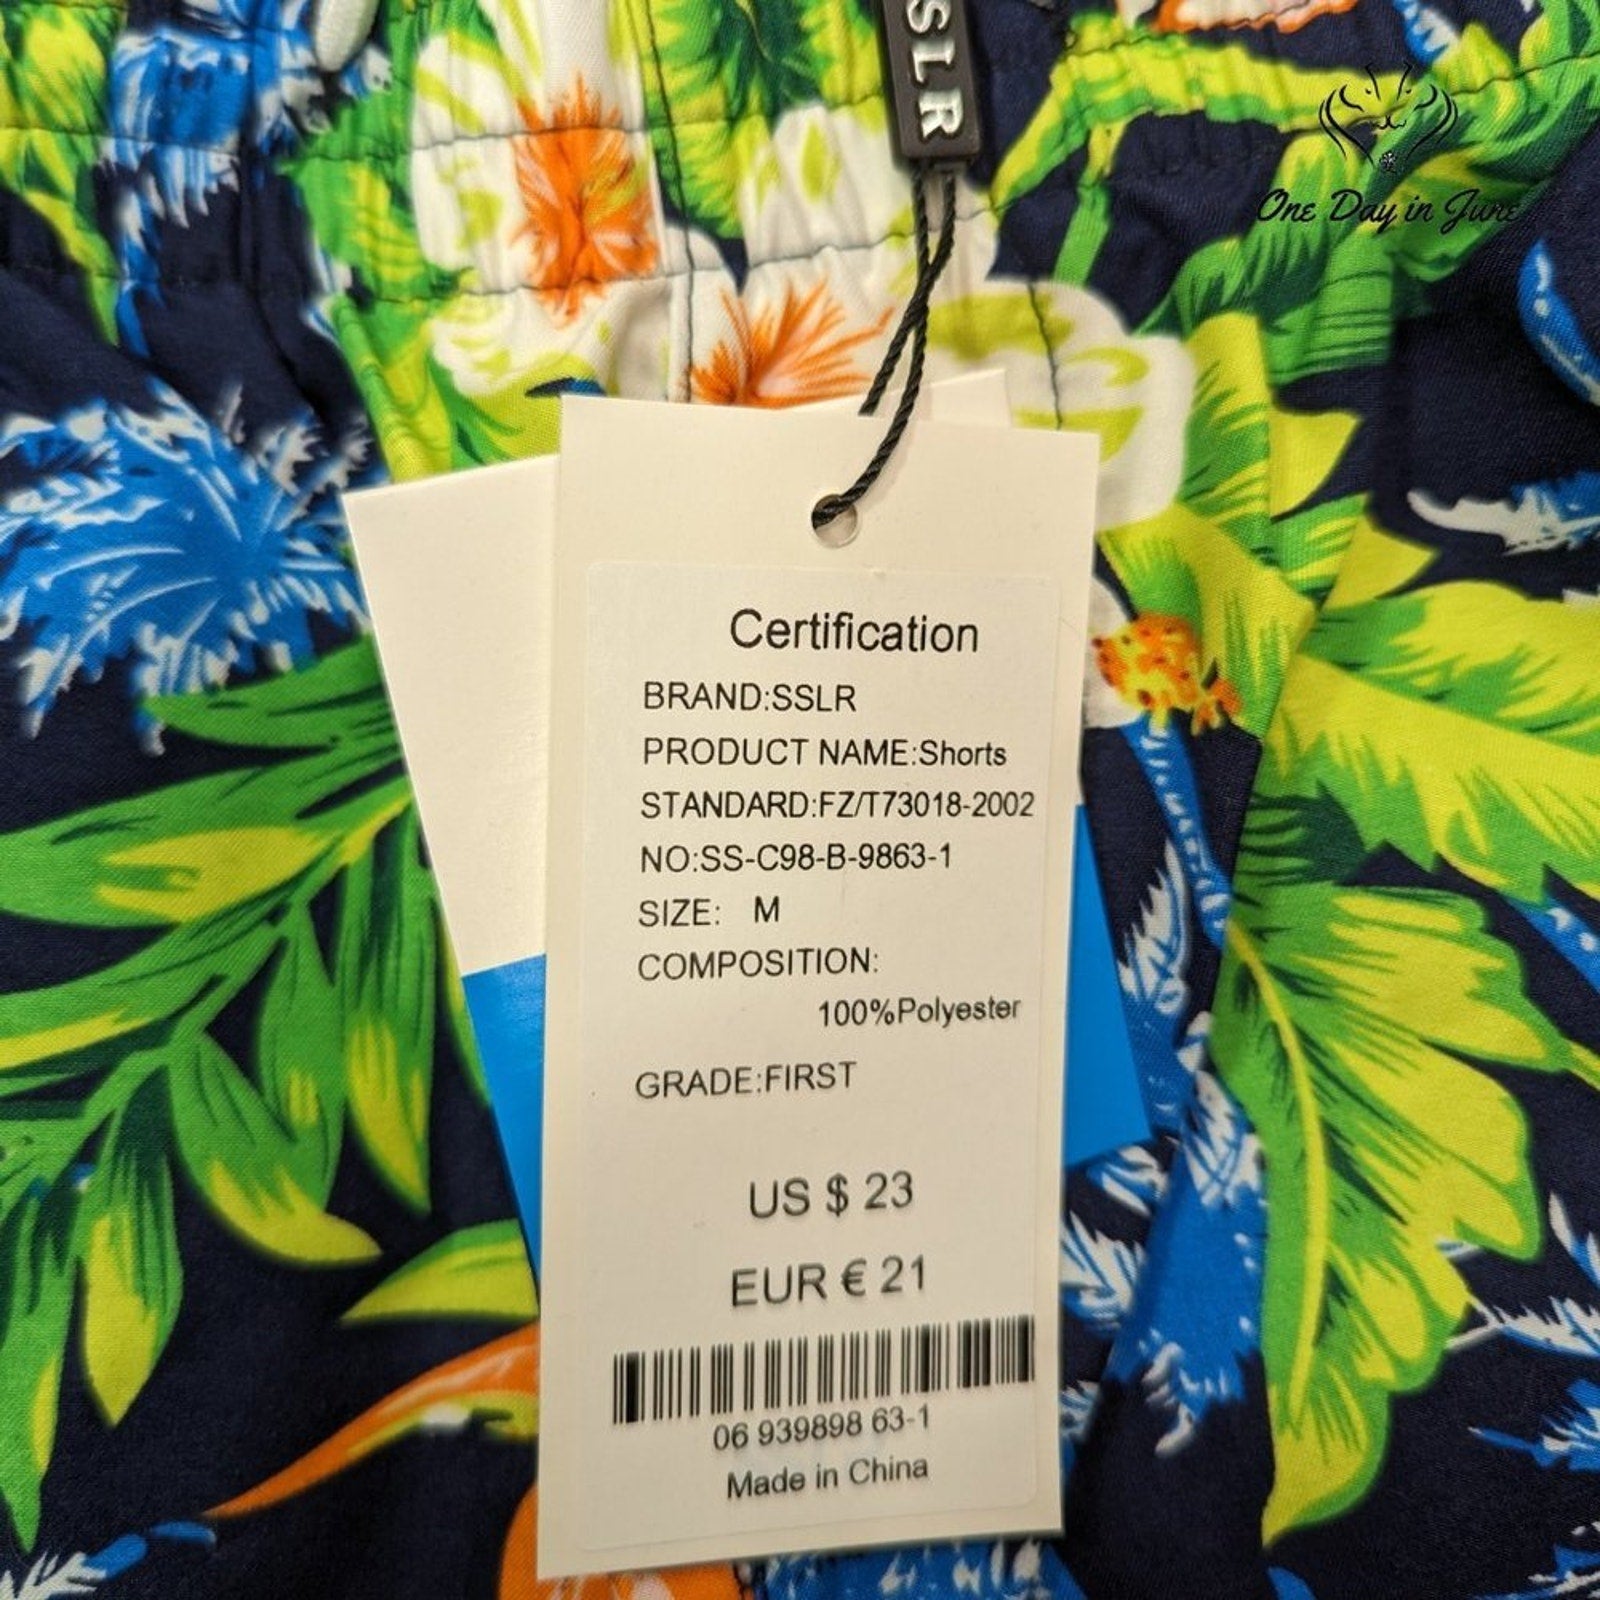 SSLR
One Day in June
Certification
BRAND:SSLR
PRODUCT NAME:Shorts
STANDARD:FZ/T73018-2002
NO:SS-C98-B-9863-1
SIZE: M
COMPOSITION:
100%Polyester
GRADE:FIRST
US $ 23
EUR € 21
06 939898 63-1
Made in China